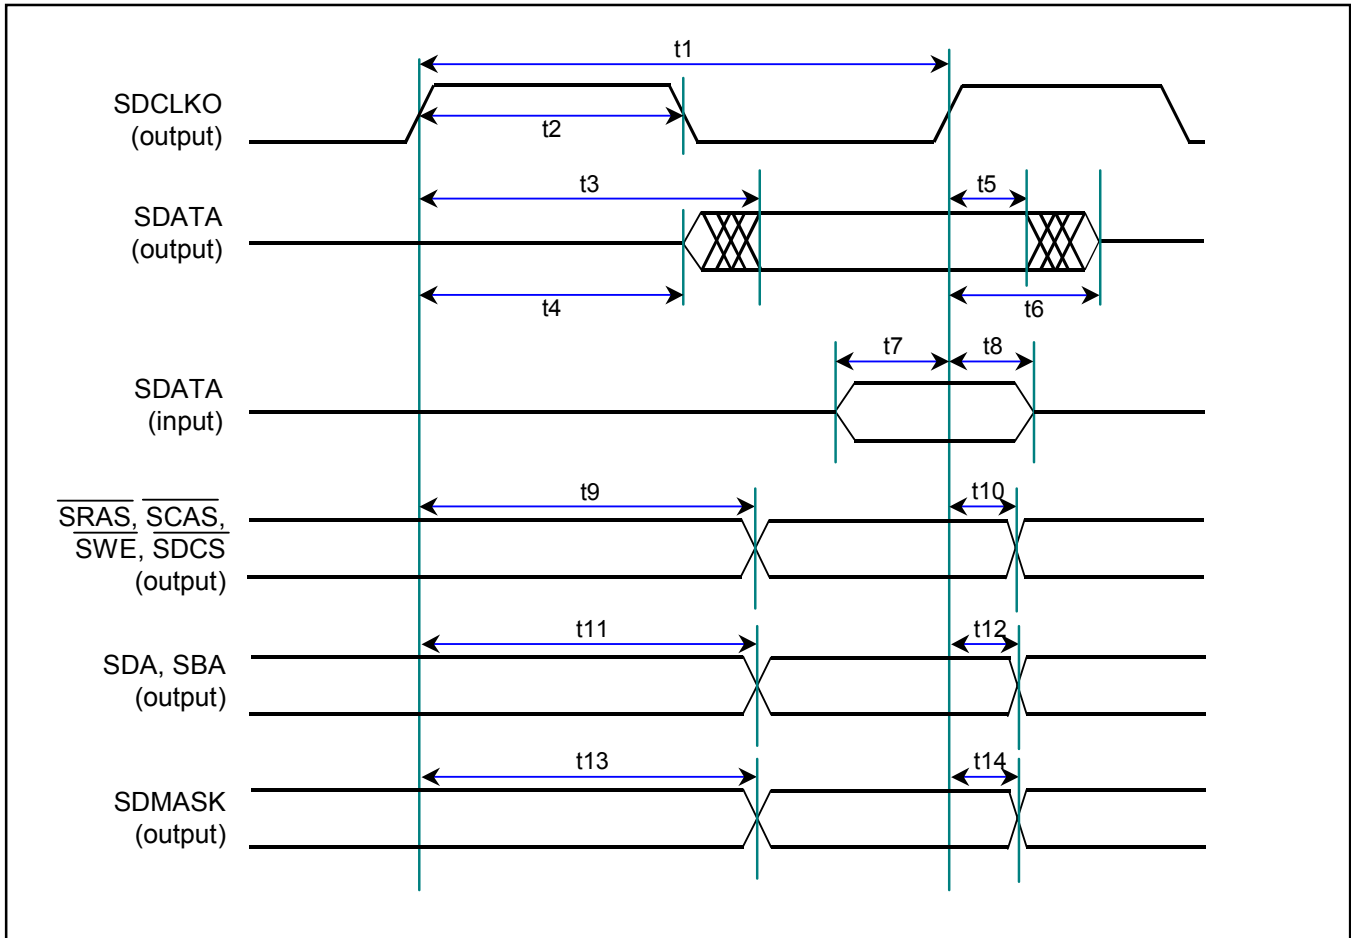 t1
SDCLKO
(output)
t2
t3
t5
SDATA
(output)
t4
t6
t7
t8
SDATA
(input)
t9
t10
SRAS, SCAS,
SWE, SDCS
(output)
t11
t12
SDA, SBA
(output)
t13
t14
SDMASK
(output)